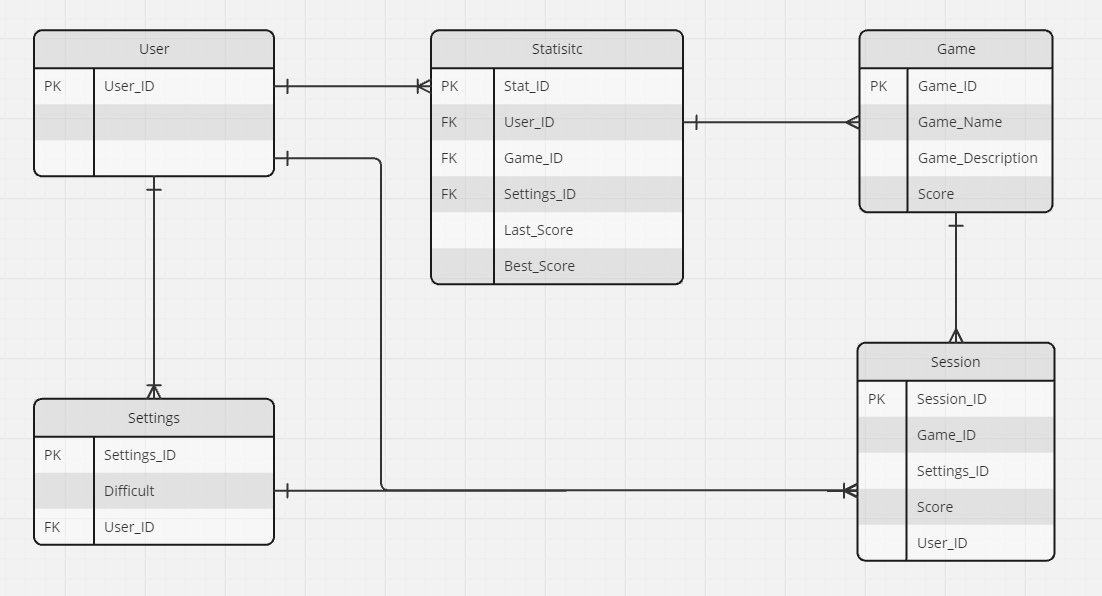 User
PK User_ID
Statisitc
PK Stat_ID
FK User_ID
FK Game_ID
FK Settings_ID
Last_Score
Best_Score
Game
PK Game_ID
Game_Name
Game_Description
Score
Settings
PK Settings_ID
Difficult
FK User_ID
Session
PK Session_ID
Game_ID
Settings_ID
Score
User_ID